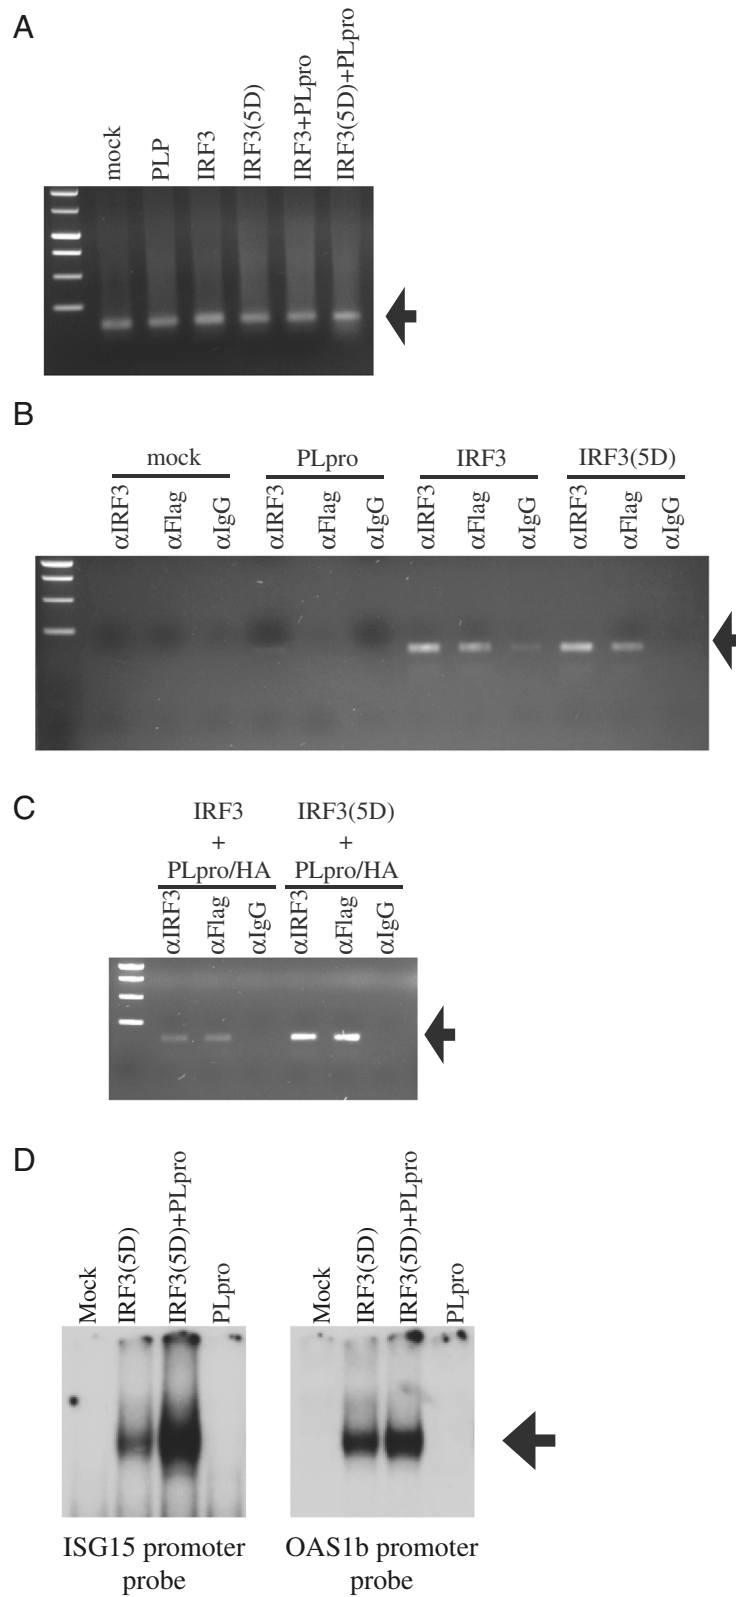 A
mock
PLP
IRF3
IRF3(5D)
IRF3+PLpro
IRF3(5D)+PLpro
B
mock
PLpro
IRF3
IRF3(5D)
αIRF3
αFlag
αIgG
αIRF3
αFlag
αIgG
αIRF3
αFlag
αIgG
αIRF3
αFlag
αIgG
C
IRF3
+
PLpro/HA
IRF3(5D)
+
PLpro/HA
αIRF3
αFlag
αIgG
αIRF3
αFlag
αIgG
D
Mock
IRF3(5D)
IRF3(5D)+PLpro
PLpro
Mock
IRF3(5D)
IRF3(5D)+PLpro
PLpro
ISG15 promoter
probe
OAS1b promoter
probe